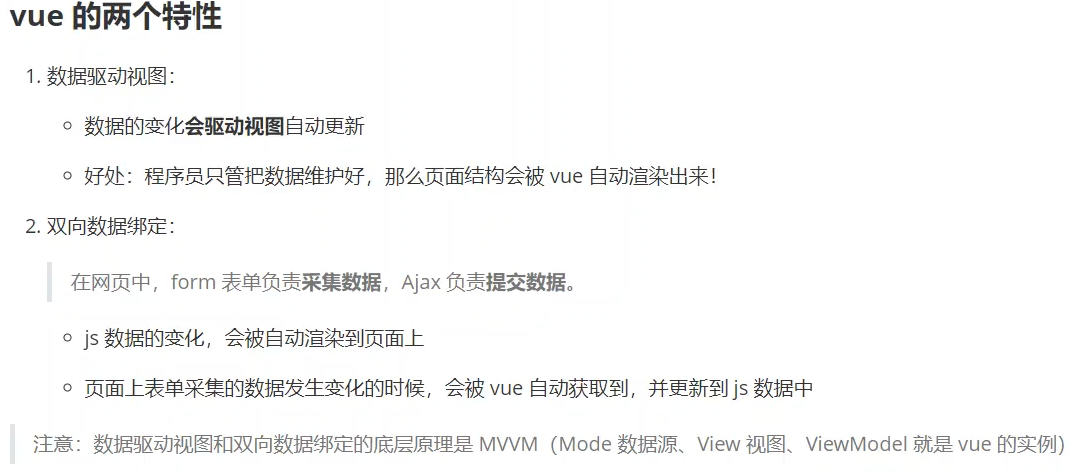 vue 的两个特性
1. 数据驱动视图：
○ 数据的变化会驱动视图自动更新
○ 好处：程序员只管把数据维护好，那么页面结构会被 vue 自动渲染出来！
2. 双向数据绑定：
在网页中，form 表单负责采集数据，Ajax 负责提交数据。
○ js 数据的变化，会被自动渲染到页面上
○ 页面上表单采集的数据发生变化的时候，会被 vue 自动获取到，并更新到 js 数据中
注意：数据驱动视图和双向数据绑定的底层原理是 MVVM（Mode 数据源、View 视图、ViewModel 就是 vue 的实例）